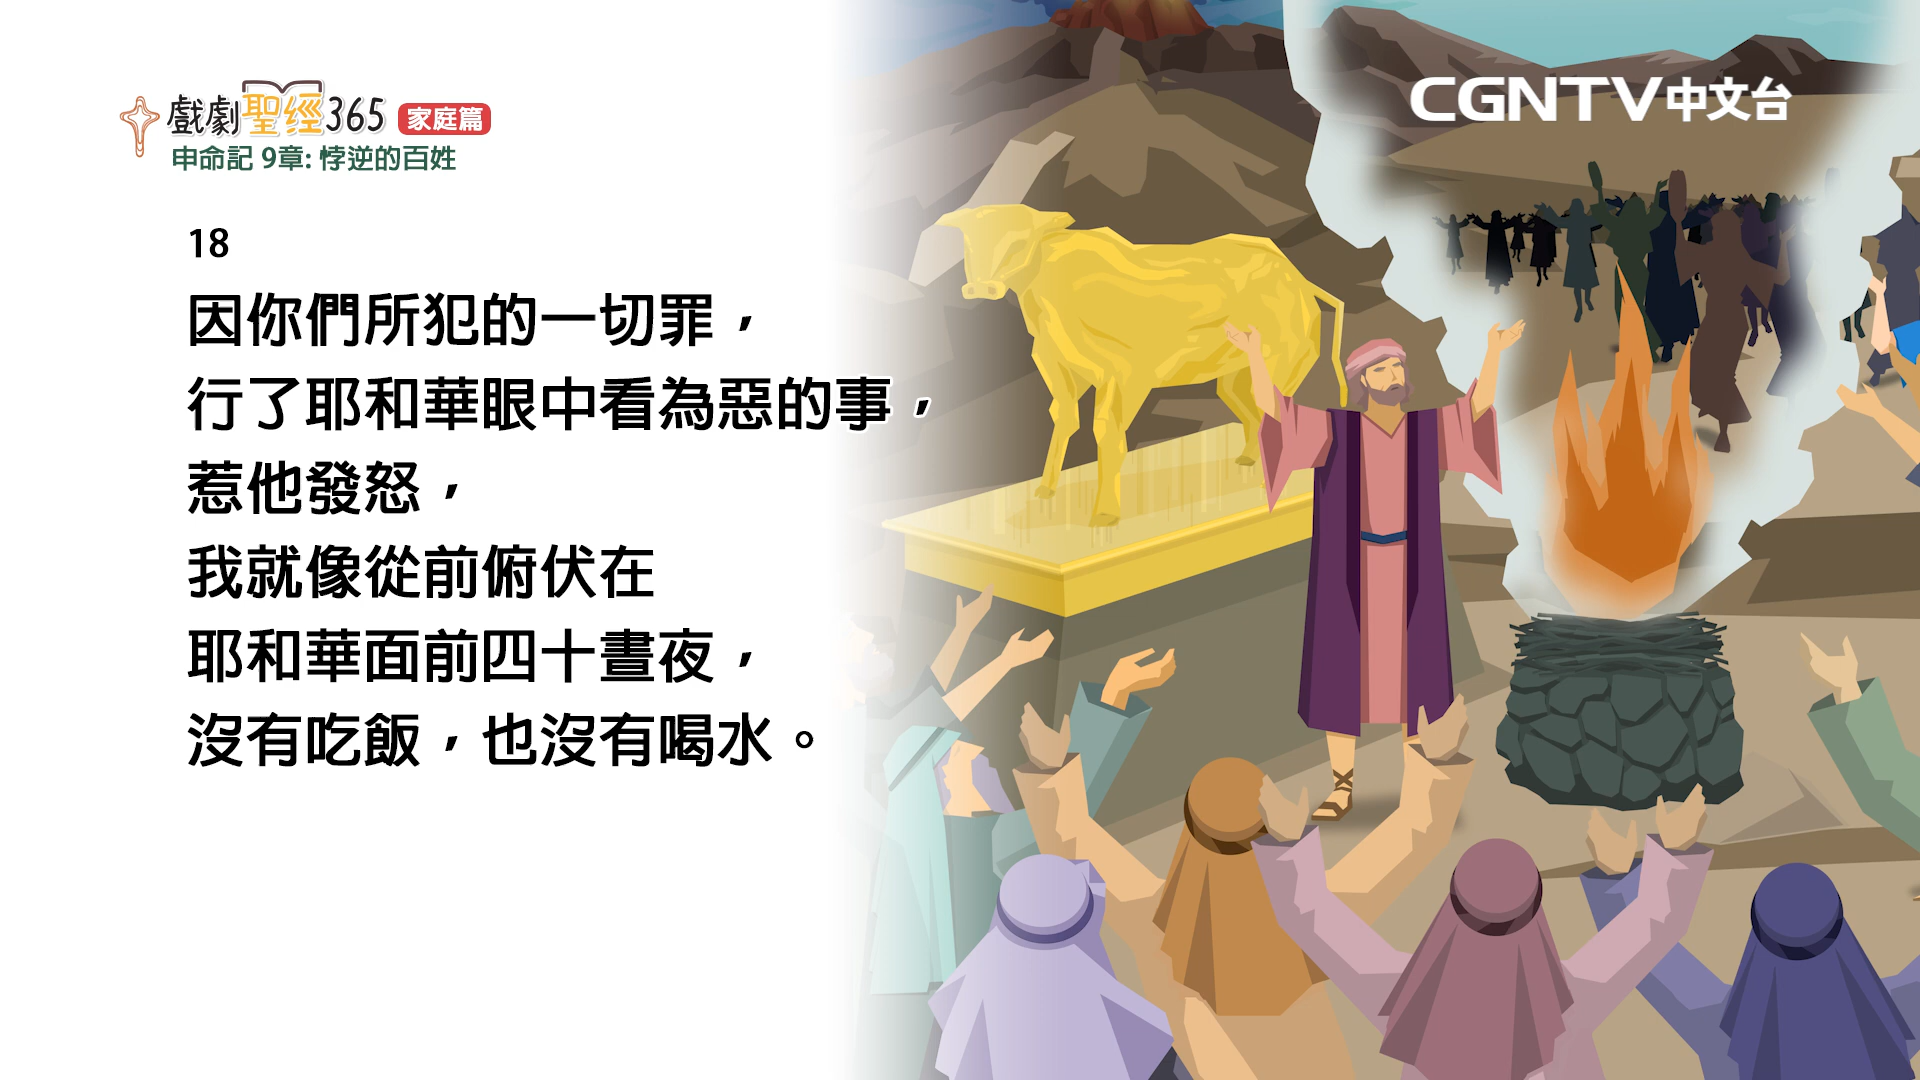 戲劇聖經365 家庭篇
申命記 9章: 悖逆的百姓
CGNTV中文台
18
因你們所犯的一切罪，
行了耶和華眼中看為惡的事，
惹他發怒，
我就像從前俯伏在
耶和華面前四十晝夜，
沒有吃飯，也沒有喝水。